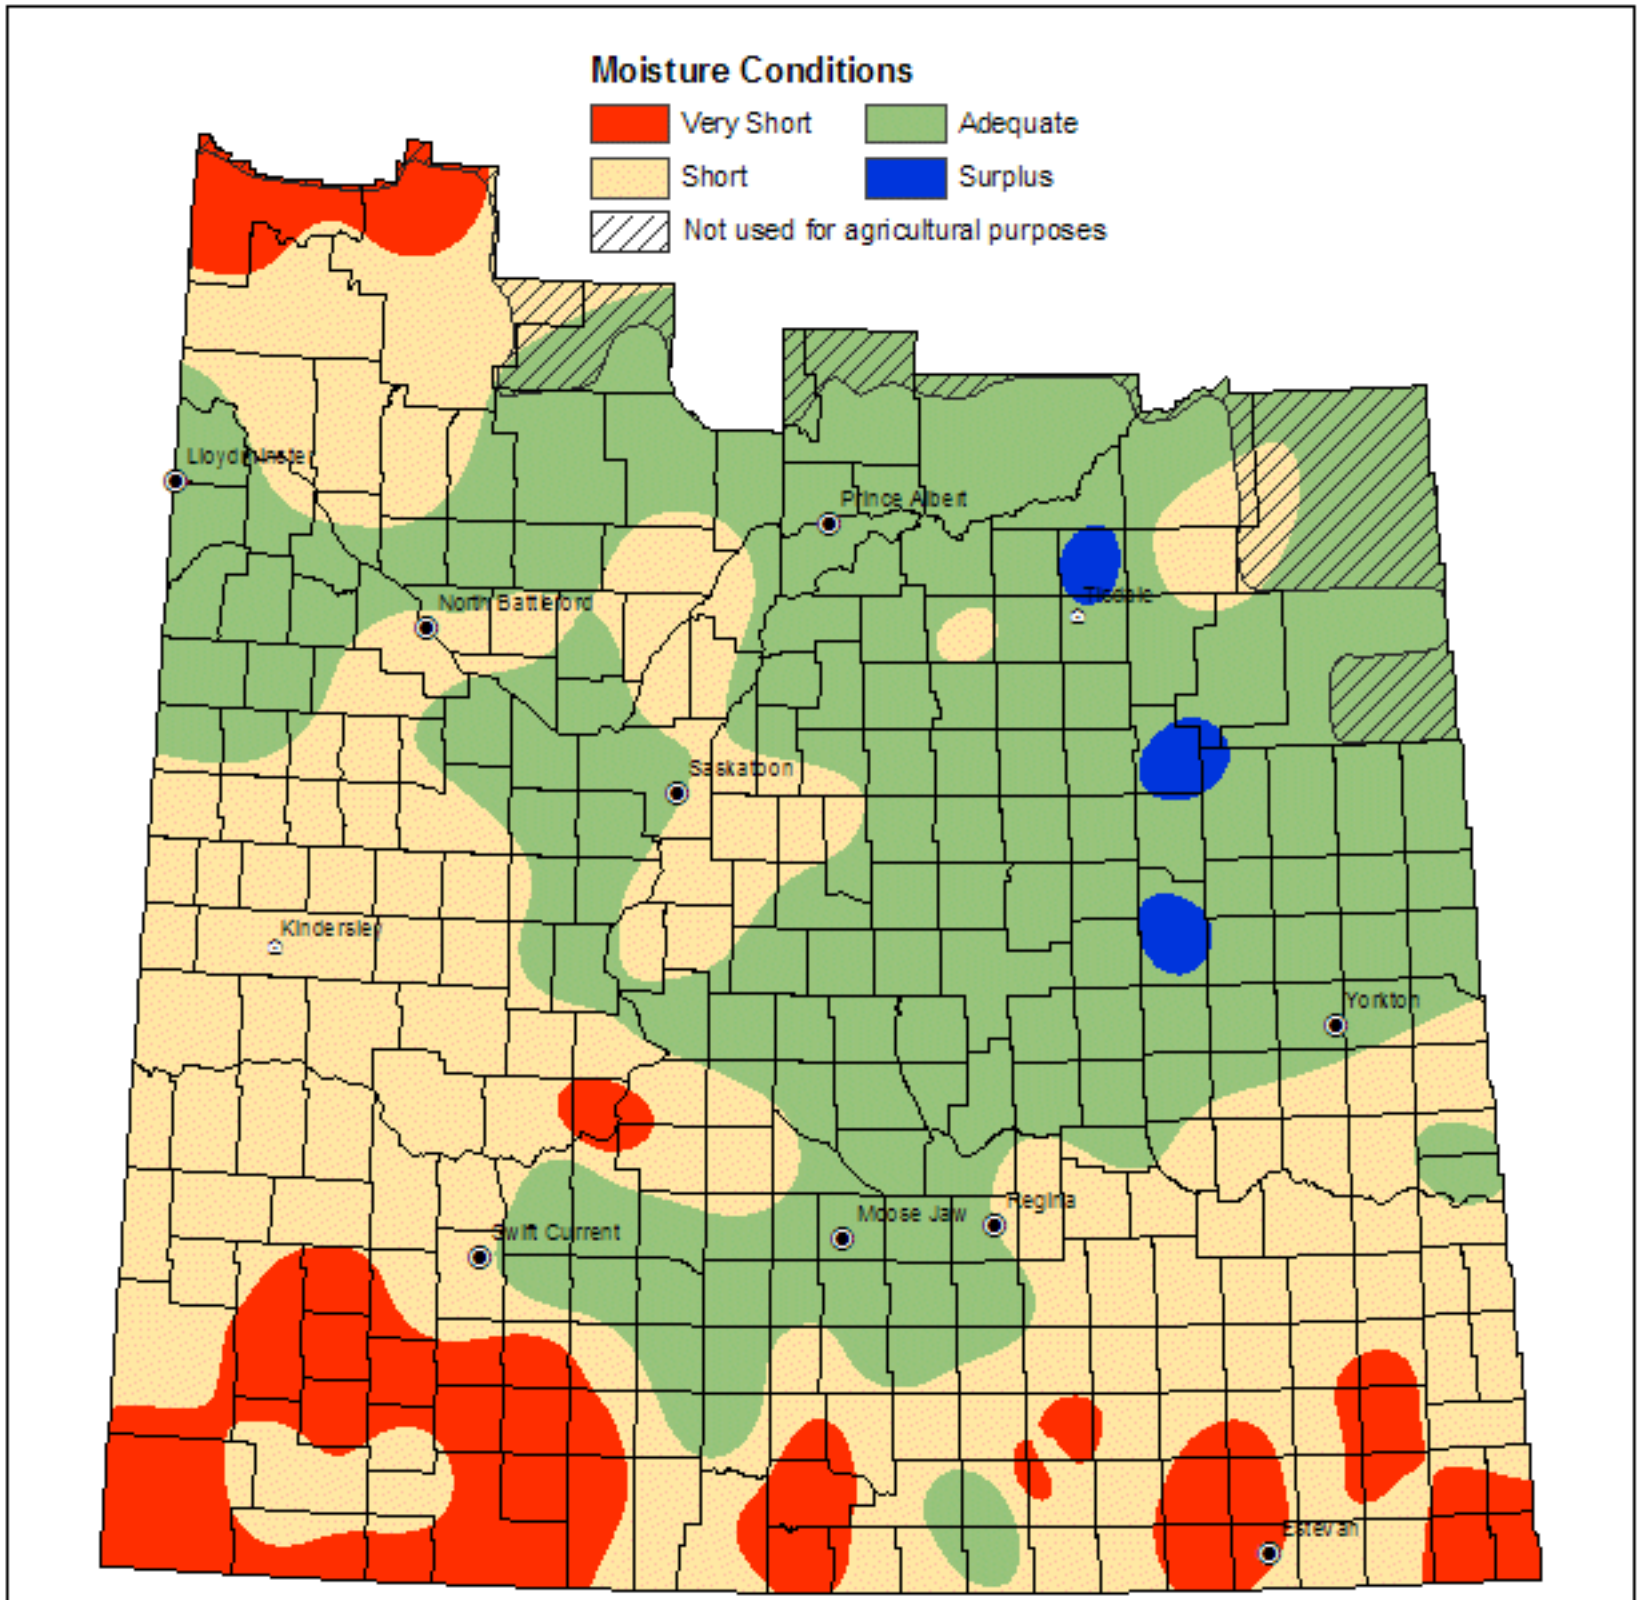 Moisture Conditions
Very Short
Adequate
Short
Surplus
Not used for agricultural purposes
Lloydminster
Prince Albert
Tisdale
North Battleford
Saskatoon
Kindersley
Yorkton
Regina
Moose Jaw
Swift Current
Estevan